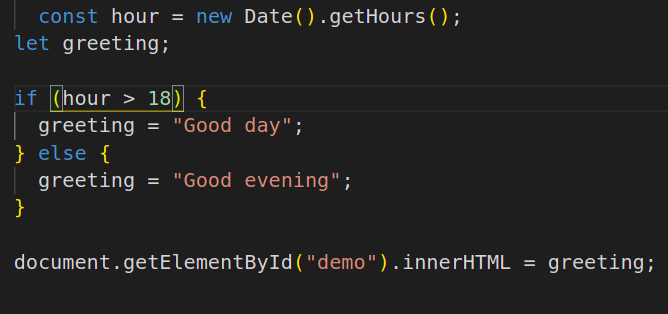 const hour = new Date().getHours();
let greeting;

if (hour > 18) {
  greeting = "Good day";
} else {
  greeting = "Good evening";
}

document.getElementById("demo").innerHTML = greeting;